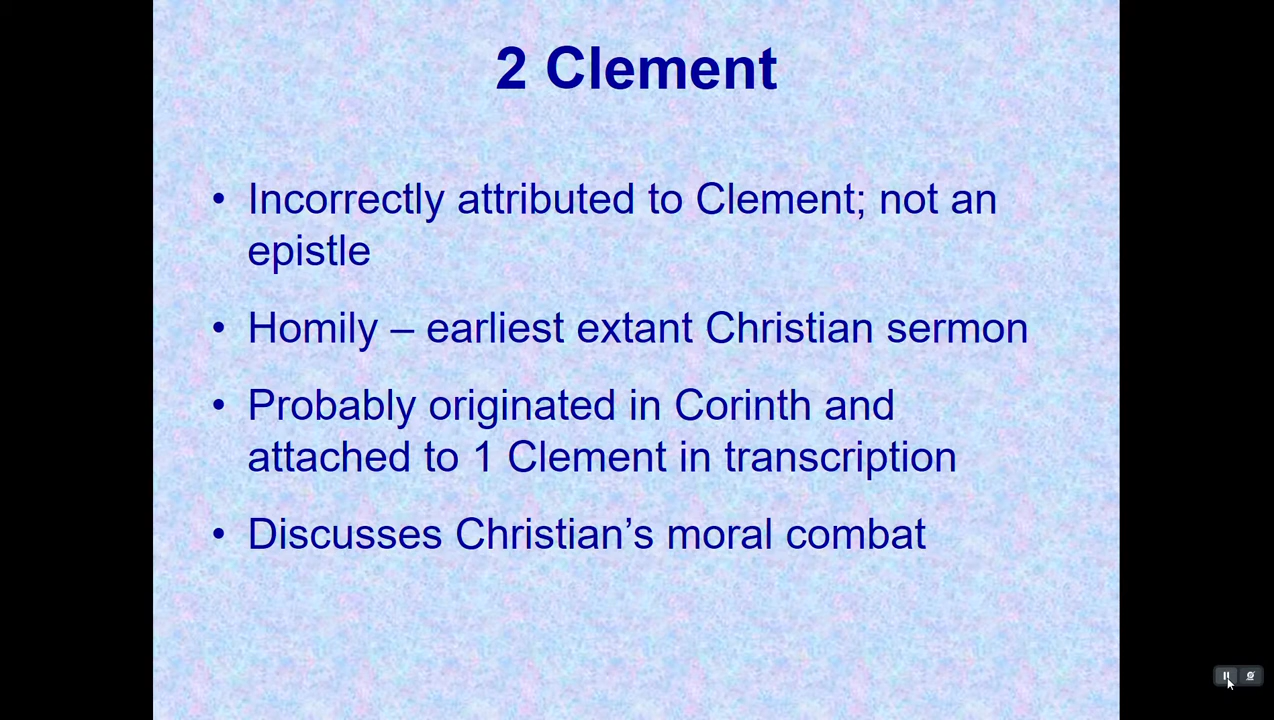 2 Clement
• Incorrectly attributed to Clement; not an
epistle
• Homily – earliest extant Christian sermon
• Probably originated in Corinth and
attached to 1 Clement in transcription
• Discusses Christian’s moral combat